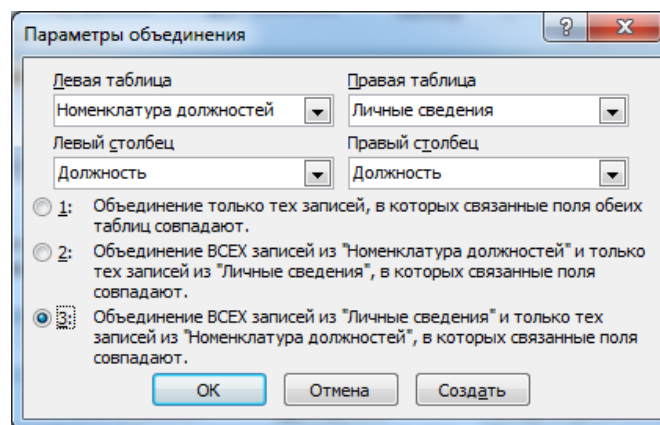 Параметры объединения
Левая таблица
Правая таблица
Номенклатура должностей
Личные сведения
Левый столбец
Правый столбец
Должность
Должность
1: Объединение только тех записей, в которых связанные поля обеих
таблиц совпадают.
2: Объединение ВСЕХ записей из "Номенклатура должностей" и только
тех записей из "Личные сведения", в которых связанные поля
совпадают.
3: Объединение ВСЕХ записей из "Личные сведения" и только тех
записей из "Номенклатура должностей", в которых связанные поля
совпадают.
ОК
Отмена
Создать